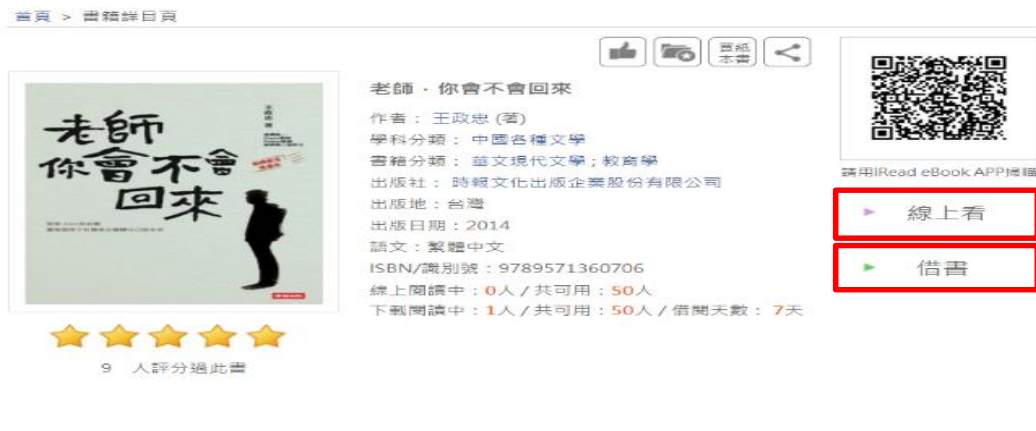 首頁 > 書籍詳目頁
買紙
本書
老師
你會不會
回來
王政忠 著
老師，你會不會回來
作者： 王政忠 (著)
學科分類： 中國各種文學
書籍分類： 華文現代文學；教育學
出版社： 時報文化出版企業股份有限公司
出版地：台灣
出版日期：2014
語文：繁體中文
ISBN/識別號：9789571360706
線上閱讀中：0人 / 共可用：50人
下載閱讀中：1人 / 共可用：50人 / 借閱天數： 7天
9 人評分過此書
請用iRead eBook APP掃描
線上看
借書